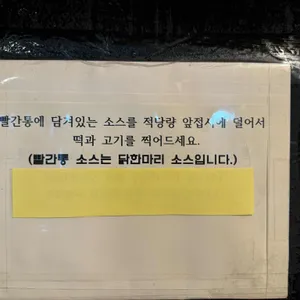 빨간통에 담겨있는 소스를 적당량 앞접시에 덜어서
떡과 고기를 찍어드세요.
(빨간통 소스는 닭한마리 소스입니다.)